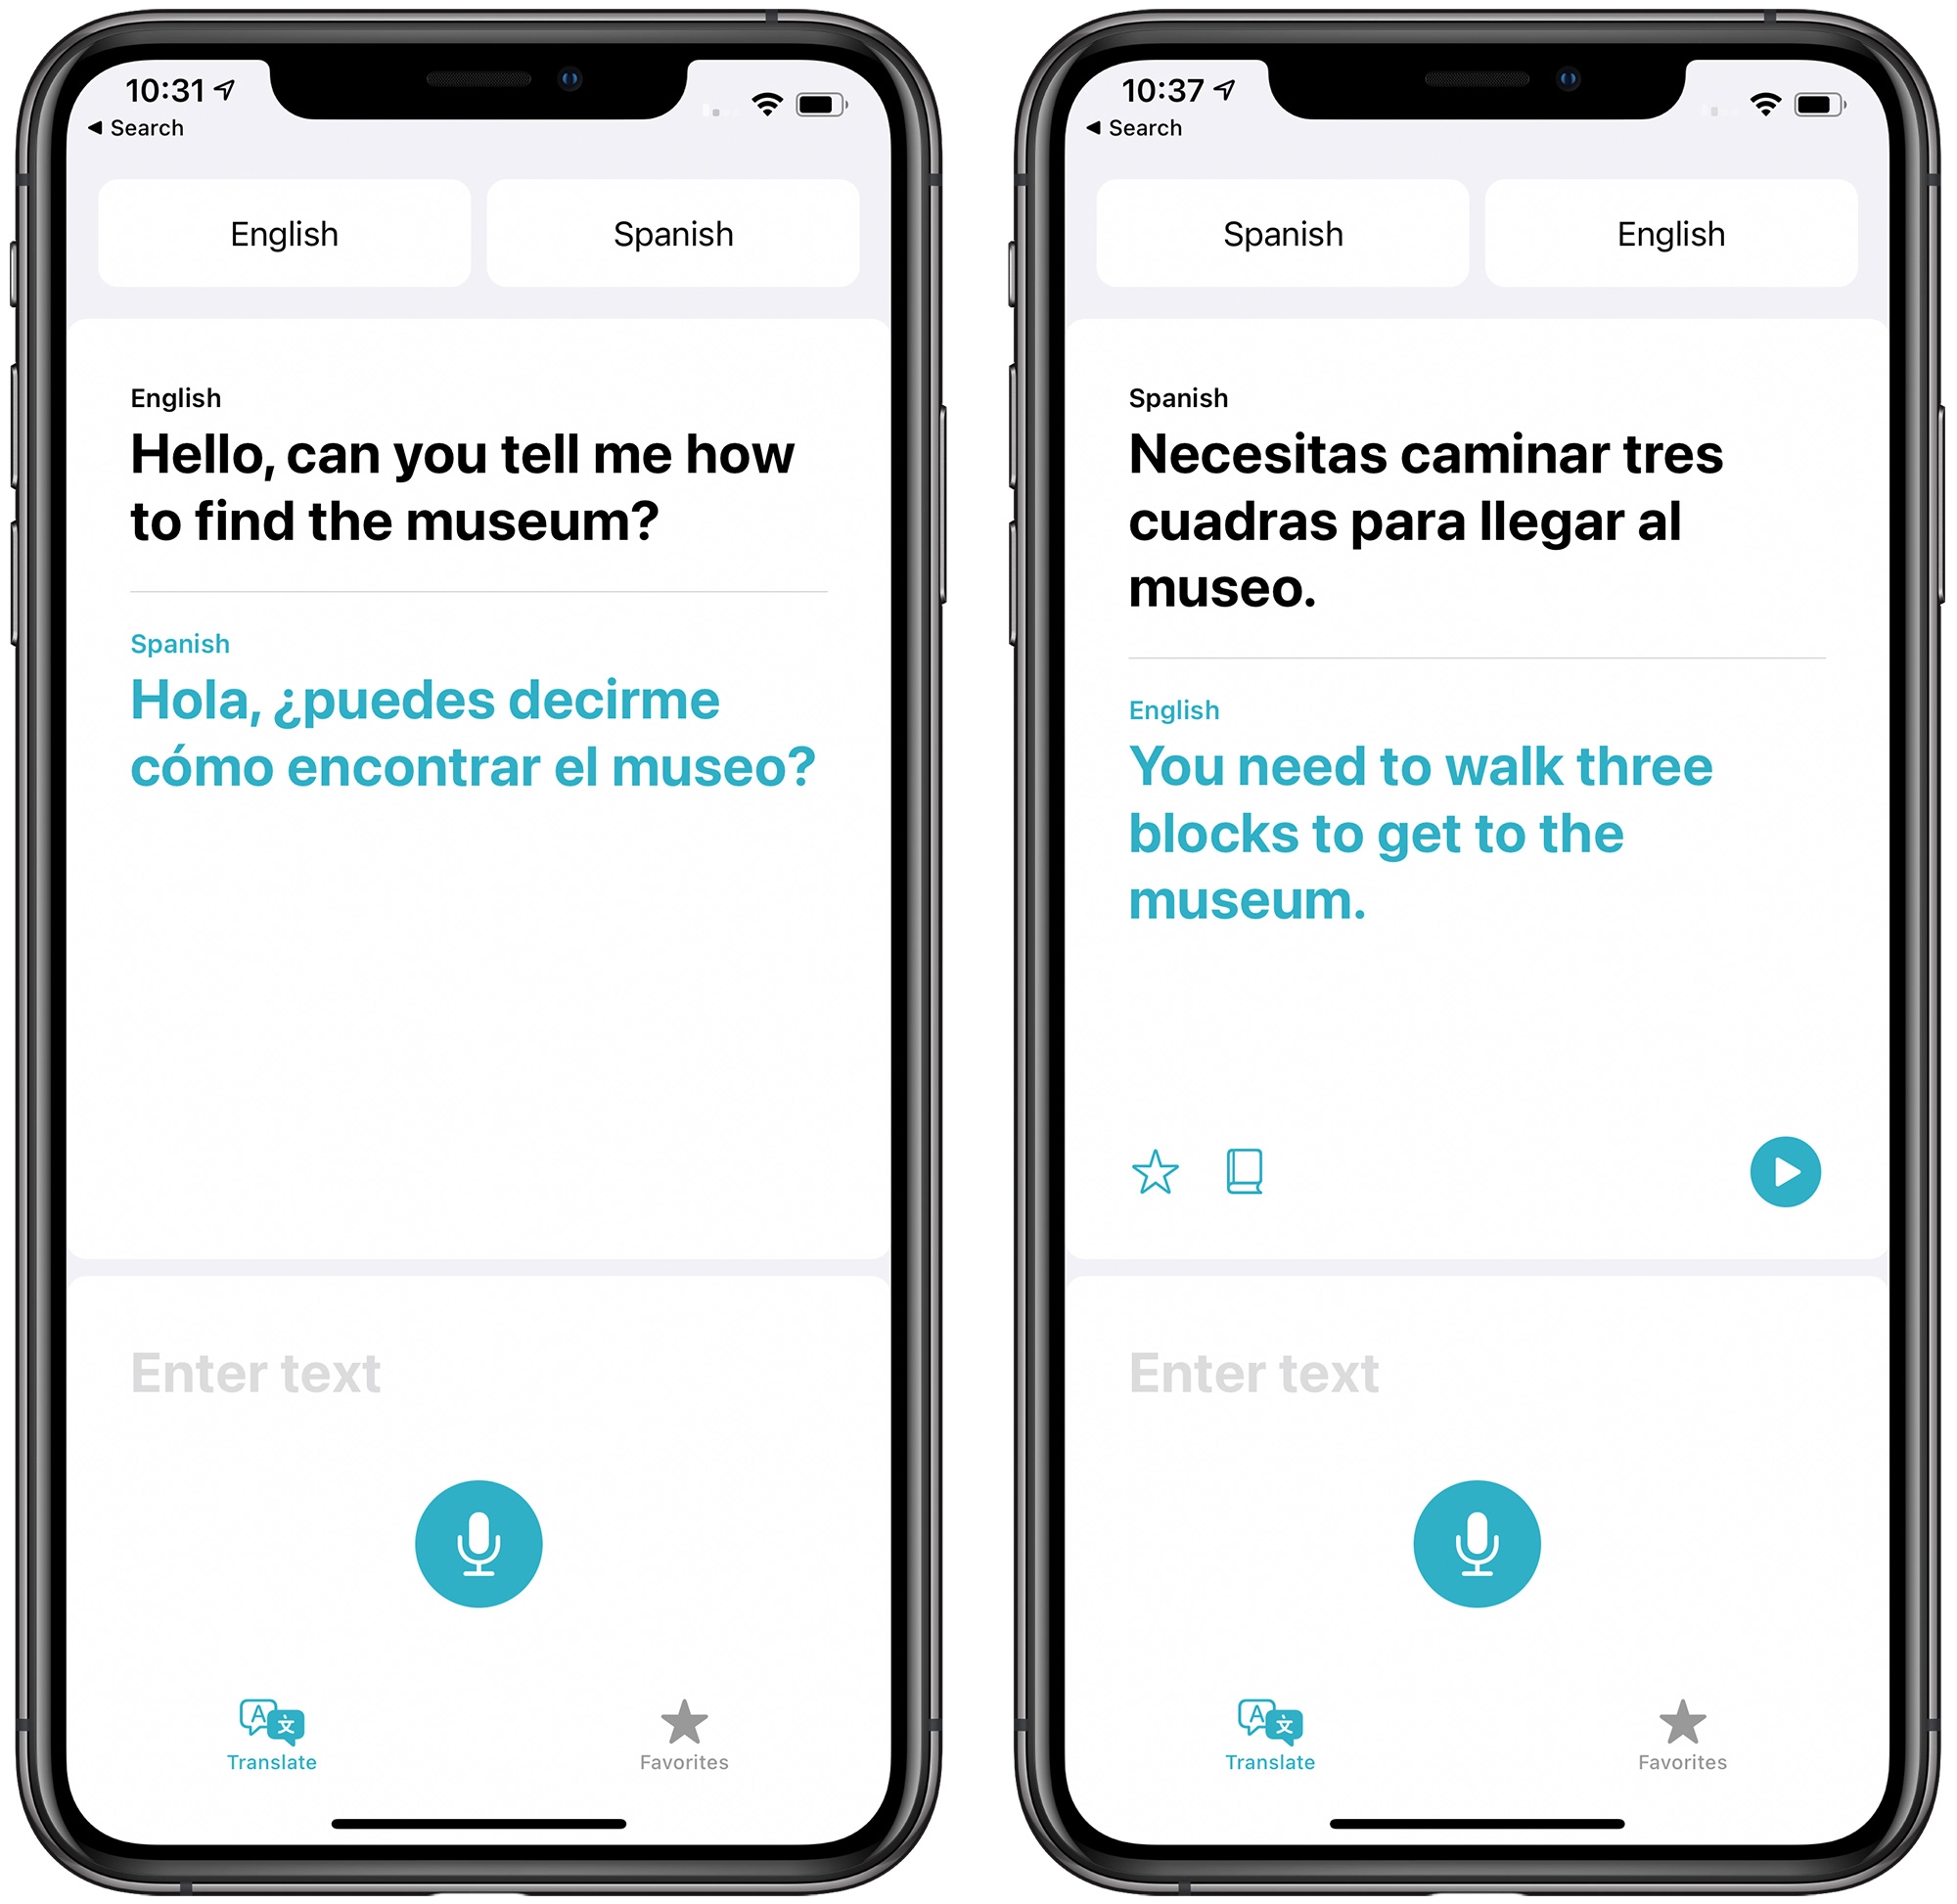 10:31
◀ Search
English
Spanish
English
Hello, can you tell me how
to find the museum?
Spanish
Hola, ¿puedes decirme
cómo encontrar el museo?
Enter text
Translate
Favorites
10:37
◀ Search
Spanish
English
Spanish
Necesitas caminar tres
cuadras para llegar al
museo.
English
You need to walk three
blocks to get to the
museum.
Enter text
Translate
Favorites